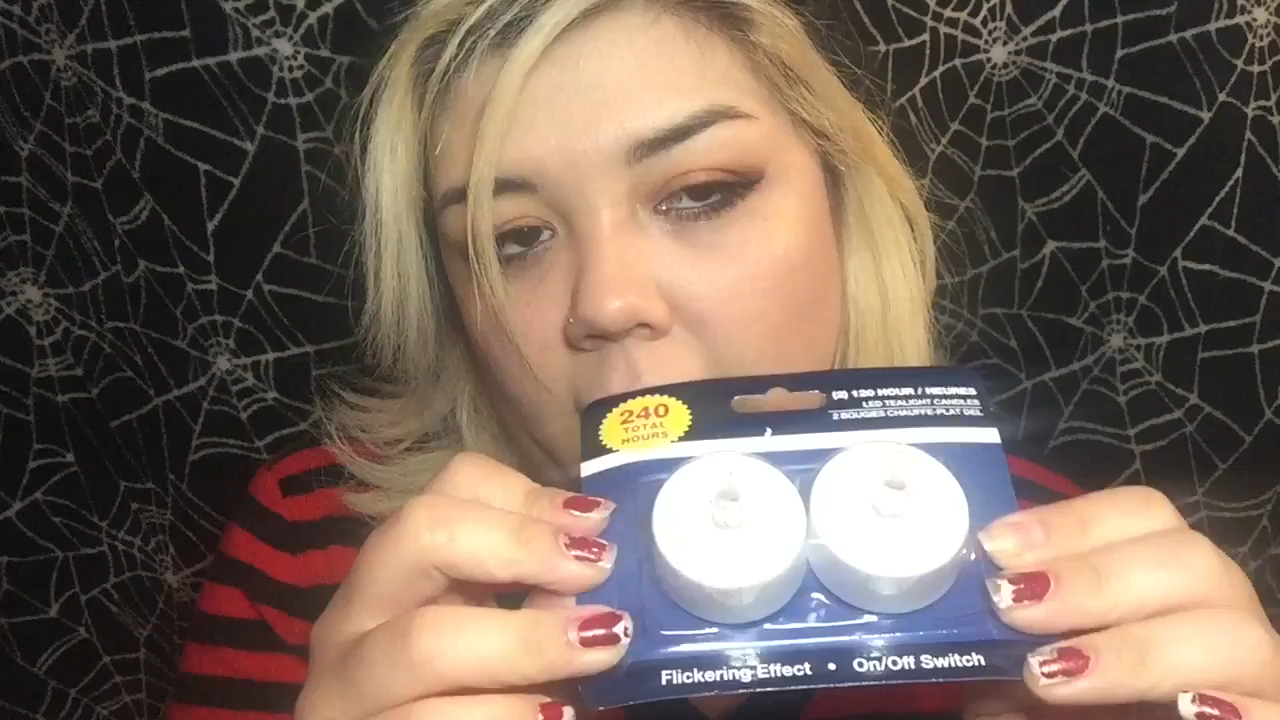 240
TOTAL
HOURS
(2) 120 HOUR / HEURES
LED TEALIGHT CANDLES
2 BOUGIES CHAUFFE-PLAT DEL
Flickering Effect • On/Off Switch